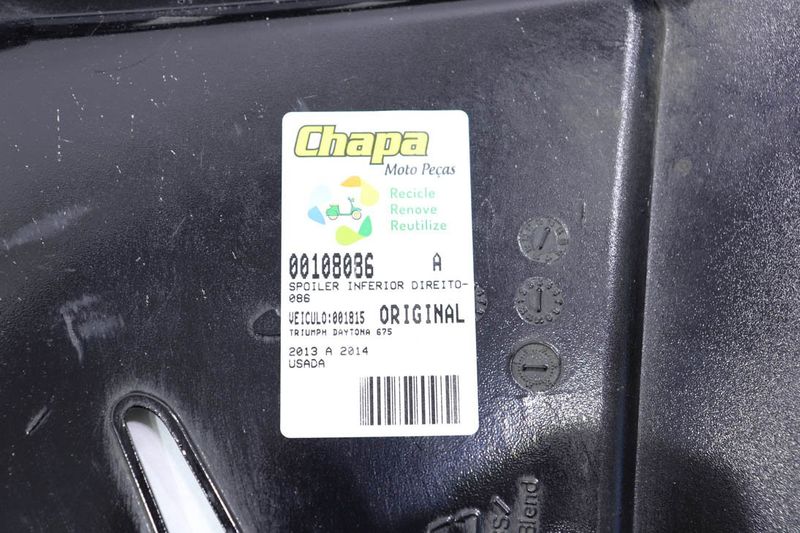 Chapa
Moto Peças
Recicle
Renove
Reutilize
00108086 A
SPOILER INFERIOR DIREITO-
086
VEICULO:001815 ORIGINAL
TRIUMPH DAYTONA 675
2013 A 2014
USADA
Blend